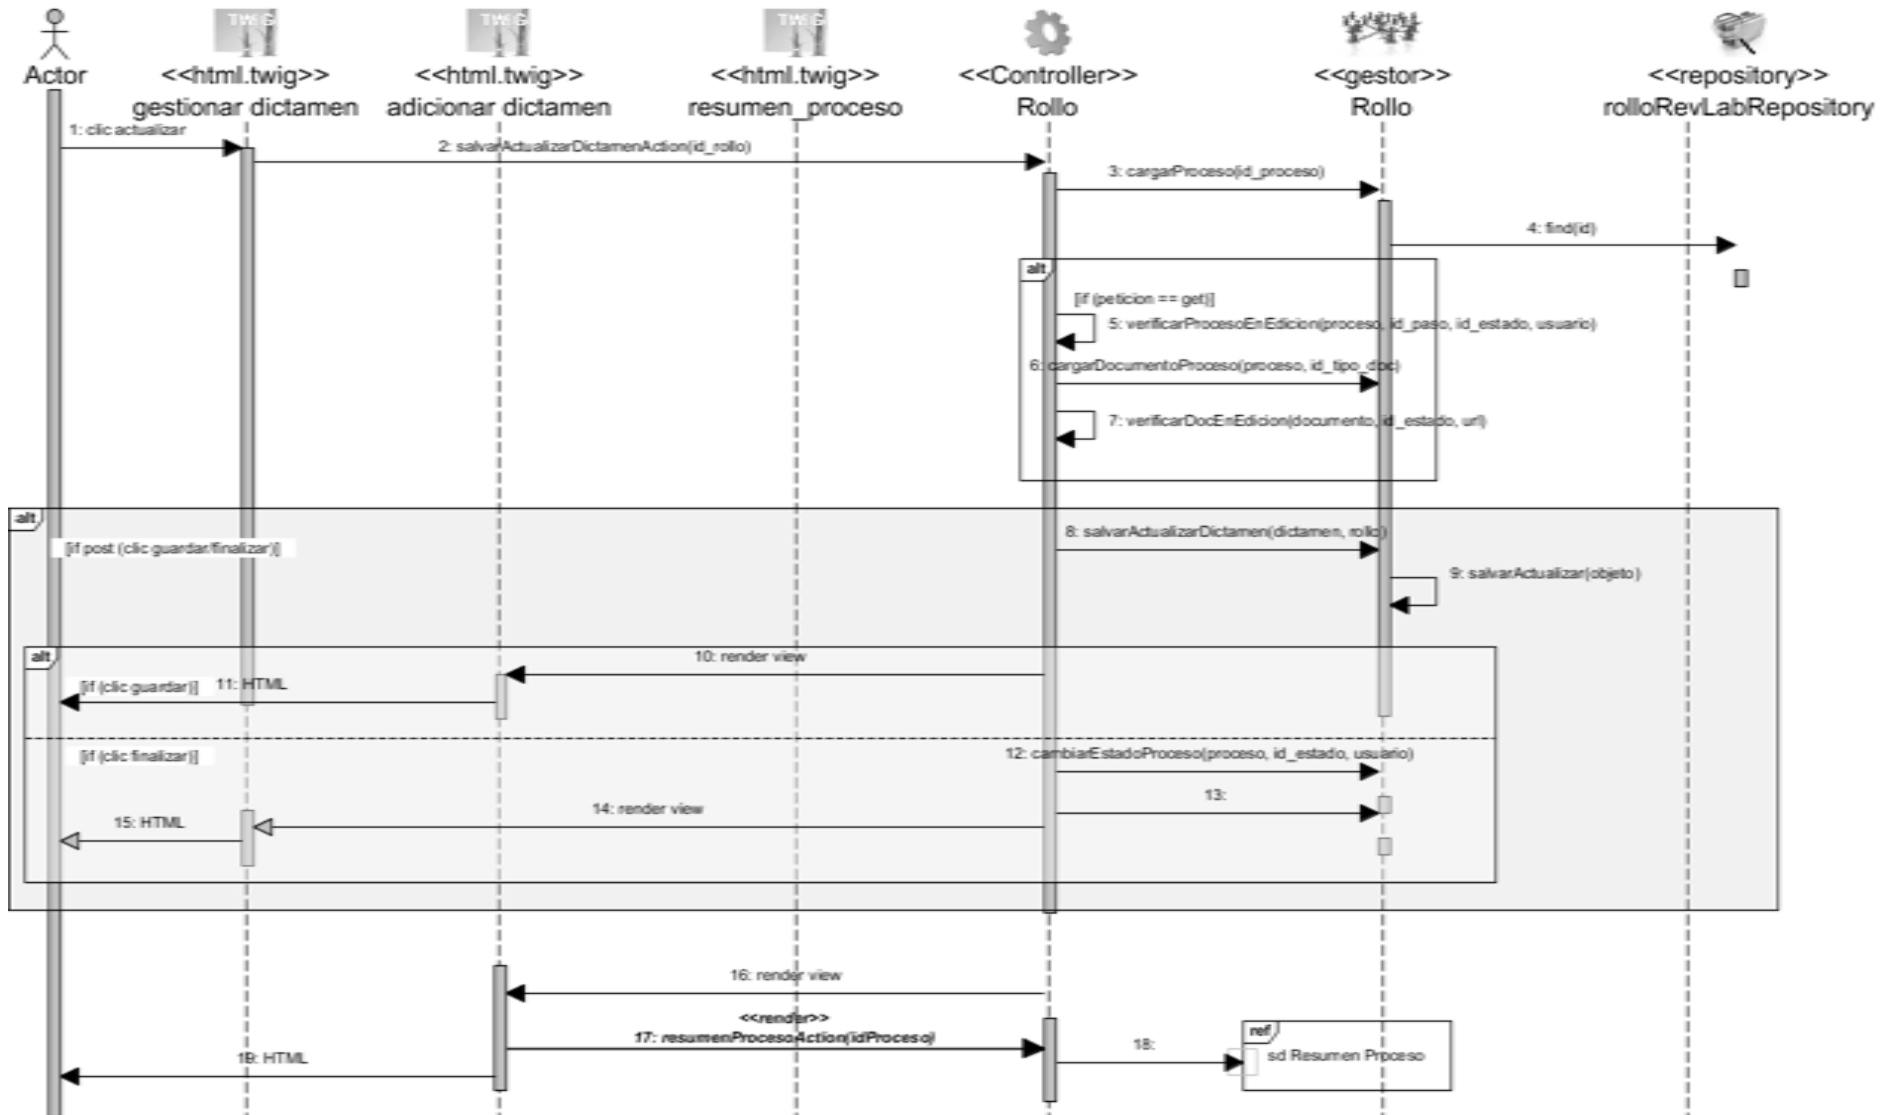 TWIG
TWIG
TWIG
Actor
<<html.twig>>
gestionar dictamen
<<html.twig>>
adicionar dictamen
<<html.twig>>
resumen_proceso
<<Controller>>
Rollo
<<gestor>>
Rollo
<<repository>>
rolloRevLabRepository
1: clic actualizar
2: salvarActualizarDictamenAction(id_rollo)
3: cargarProceso(id_proceso)
4: find(id)
alt
[if (peticion == get)]
5: verificarProcesoEnEdicion(proceso, id_paso, id_estado, usuario)
6: cargarDocumentoProceso(proceso, id_tipo_doc)
7: verificarDocEnEdicion(documento, id_estado, url)
alt
[if post (clic guardar/finalizar)]
8: salvarActualizarDictamen(dictamen, rollo)
9: salvarActualizar(objeto)
alt
10: render view
[if (clic guardar)]
11: HTML
[if (clic finalizar)]
12: cambiarEstadoProceso(proceso, id_estado, usuario)
13:
14: render view
15: HTML
16: render view
<<render>>
17: resumenProcesoAction(idProceso)
18:
ref
sd Resumen Proceso
19: HTML